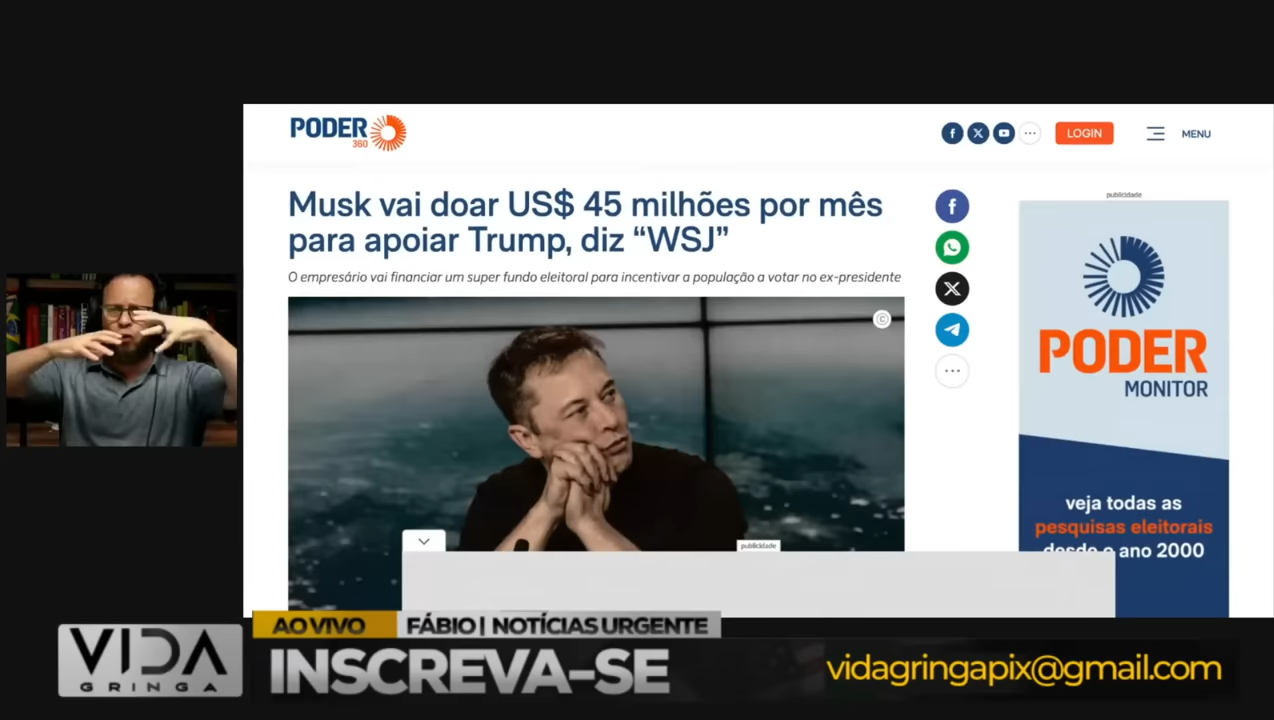 PODER
360
LOGIN
MENU
Musk vai doar US$ 45 milhões por mês
para apoiar Trump, diz “WSJ”
O empresário vai financiar um super fundo eleitoral para incentivar a população a votar no ex-presidente
publicidade
PODER
MONITOR
veja todas as
pesquisas eleitorais
desde o ano 2000
publicidade
AO VIVO
FÁBIO | NOTÍCIAS URGENTE
VIDA
GRINGA
INSCREVA-SE
vidagringapix@gmail.com